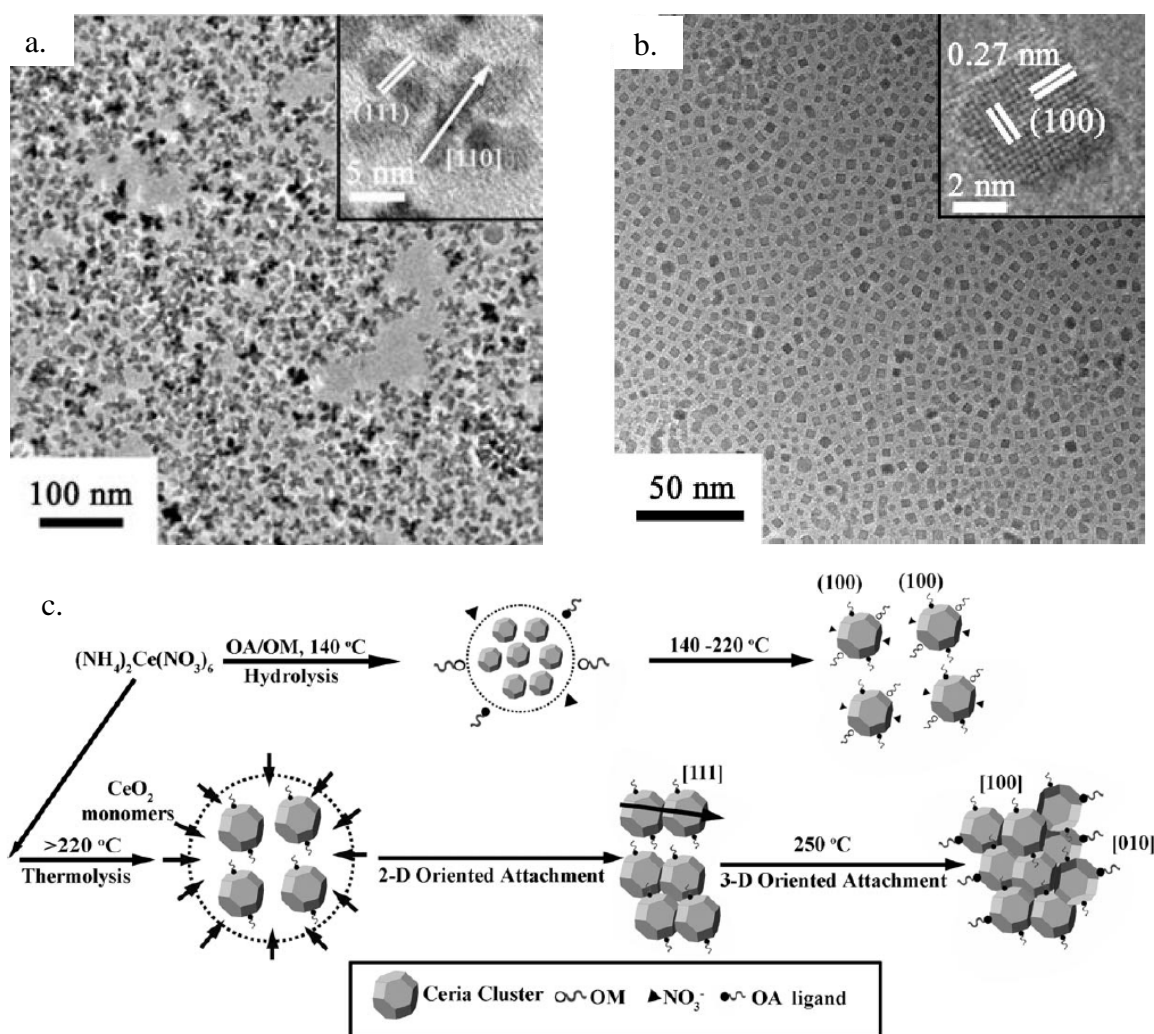 a.
(111)
[110]
5 nm
100 nm
b.
0.27 nm
(100)
2 nm
50 nm
c.
(NH₄)₂Ce(NO₃)₆
OA/OM, 140 °C
Hydrolysis
140 -220 °C
(100) (100)
CeO₂
monomers
>220 °C
Thermolysis
2-D Oriented Attachment
[111]
250 °C
3-D Oriented Attachment
[100]
[010]
Ceria Cluster OM NO₃⁻ OA ligand